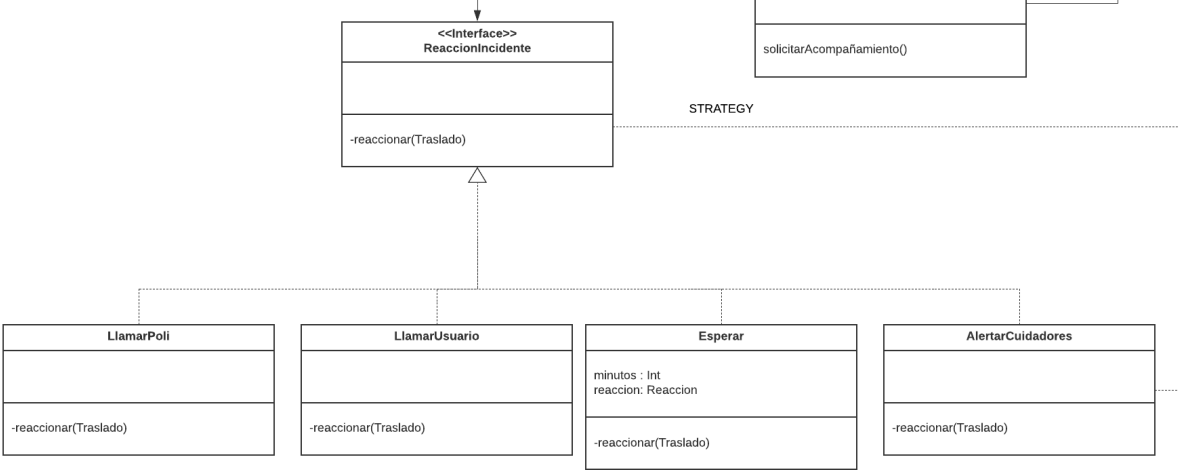 <<Interface>>
ReaccionIncidente
-reaccionar(Traslado)
solicitarAcompañamiento()
STRATEGY
LlamarPoli
-reaccionar(Traslado)
LlamarUsuario
-reaccionar(Traslado)
Esperar
minutos : Int
reaccion: Reaccion
-reaccionar(Traslado)
AlertarCuidadores
-reaccionar(Traslado)